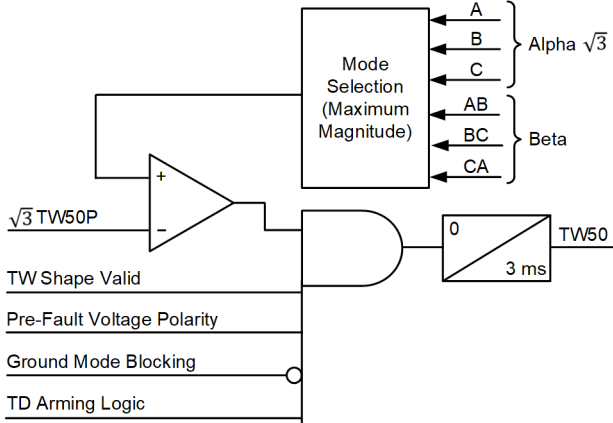 A
B
C
Alpha √3
Mode
Selection
(Maximum
Magnitude)
AB
BC
CA
Beta
+
√3 TW50P
−
0
3 ms
TW50
TW Shape Valid
Pre-Fault Voltage Polarity
Ground Mode Blocking
TD Arming Logic